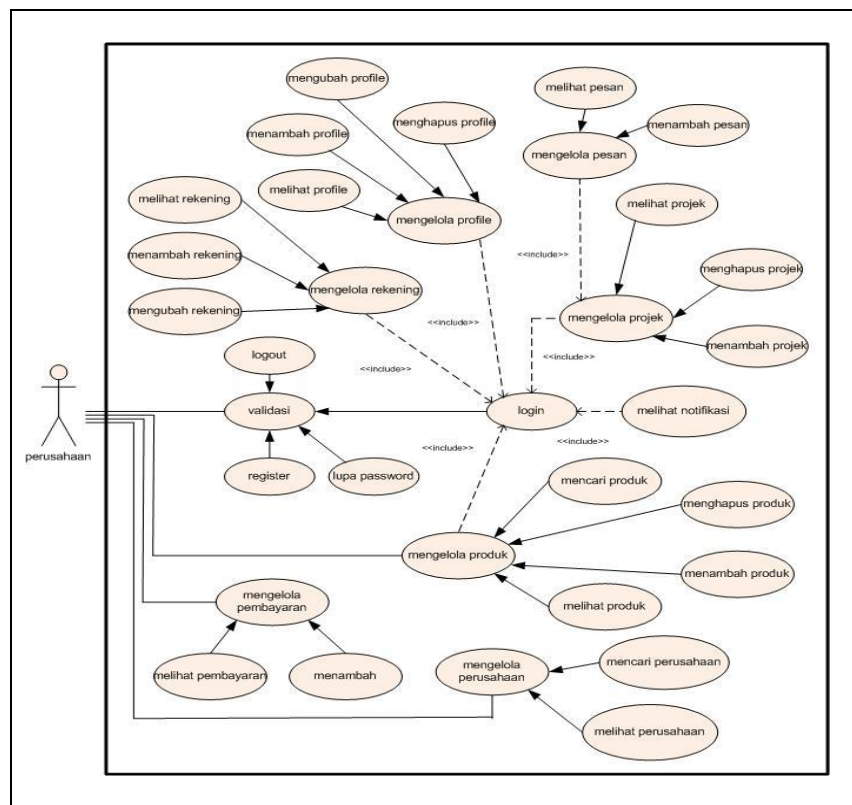 mengubah profile
melihat pesan
menghapus profile
menambah pesan
menambah profile
mengelola pesan
melihat profile
melihat rekening
mengelola profile
melihat projek
menambah rekening
<<include>>
menghapus projek
mengelola rekening
mengubah rekening
mengelola projek
<<include>>
menambah projek
logout
<<include>>
<<include>>
validasi
login
melihat notifikasi
perusahaan
<<include>>
<<include>>
register
lupa password
mencari produk
menghapus produk
mengelola produk
menambah produk
mengelola
pembayaran
melihat produk
melihat pembayaran
menambah
mengelola
perusahaan
mencari perusahaan
melihat perusahaan